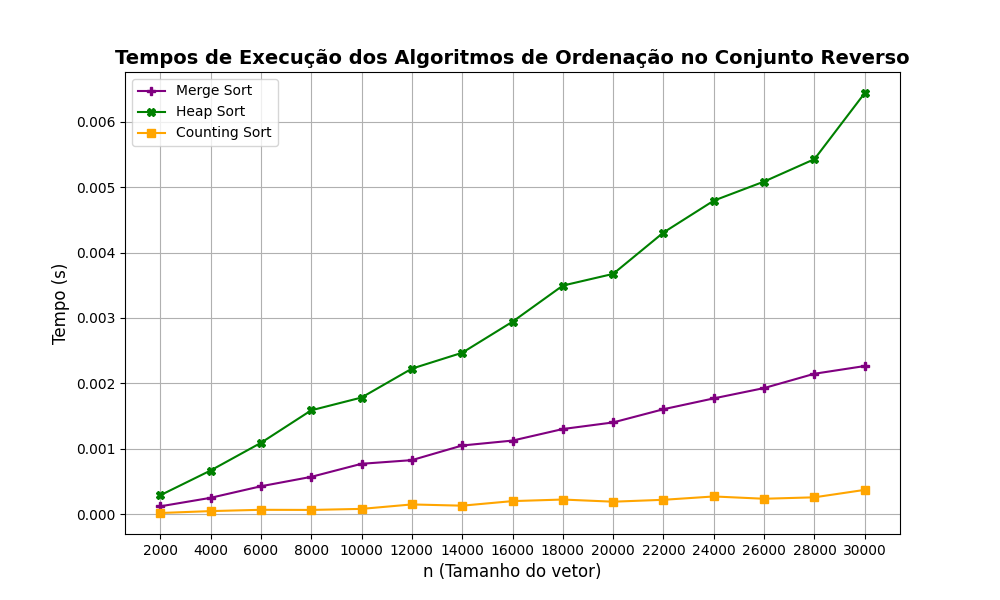 Tempos de Execução dos Algoritmos de Ordenação no Conjunto Reverso
Merge Sort
Heap Sort
Counting Sort
0.006
0.005
0.004
0.003
0.002
0.001
0.000
Tempo (s)
2000 4000 6000 8000 10000 12000 14000 16000 18000 20000 22000 24000 26000 28000 30000
n (Tamanho do vetor)